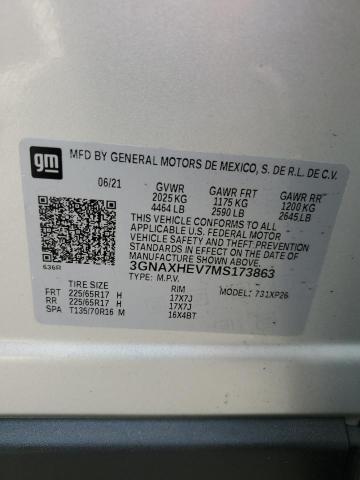 gm
MFD BY GENERAL MOTORS DE MEXICO, S. DE R.L. DE C.V.
06/21 GVWR GAWR FRT GAWR RR
2025 KG 1175 KG 1200 KG
4464 LB 2590 LB 2645 LB
THIS VEHICLE CONFORMS TO ALL
APPLICABLE U.S. FEDERAL MOTOR
VEHICLE SAFETY STANDARDS IN
EFFECT ON THE DATE OF
MANUFACTURE SHOWN ABOVE.
3GNAXHEV7MS173863
636R
TYPE: M.P.V.
TIRE SIZE RIM MODEL: 731XP26
FRT 225/65R17 H 17X7J
RR 225/65R17 H 17X7J
SPA T135/70R16 M 16X4BT